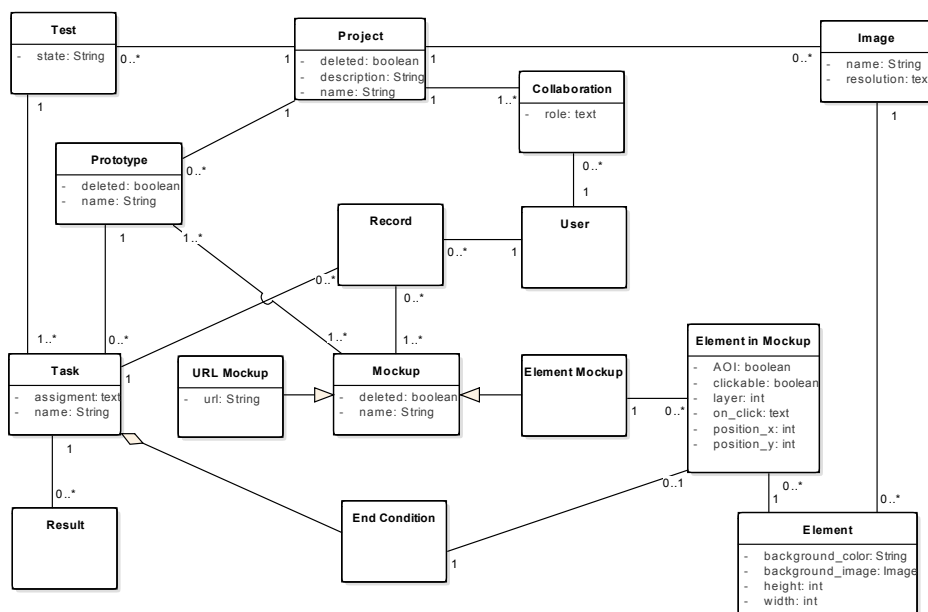 Test
- state: String
0..*
1
Project
- deleted: boolean
- description: String
- name: String
1
1
1
0..*
Image
- name: String
- resolution: tex
1
1..*
Collaboration
- role: text
0..*
1
User
1
Prototype
- deleted: boolean
- name: String
0..*
1
1..*
Record
0..*
1
0..*
0..*
1..*
1..*
1..*
0..*
Task
- assigment: text
- name: String
1
1
URL Mockup
- url: String
Mockup
- deleted: boolean
- name: String
Element Mockup
1
0..*
Element in Mockup
- AOI: boolean
- clickable: boolean
- layer: int
- on_click: text
- position_x: int
- position_y: int
0..1
0..*
1
0..*
0..*
Result
End Condition
1
Element
- background_color: String
- background_image: Image
- height: int
- width: int